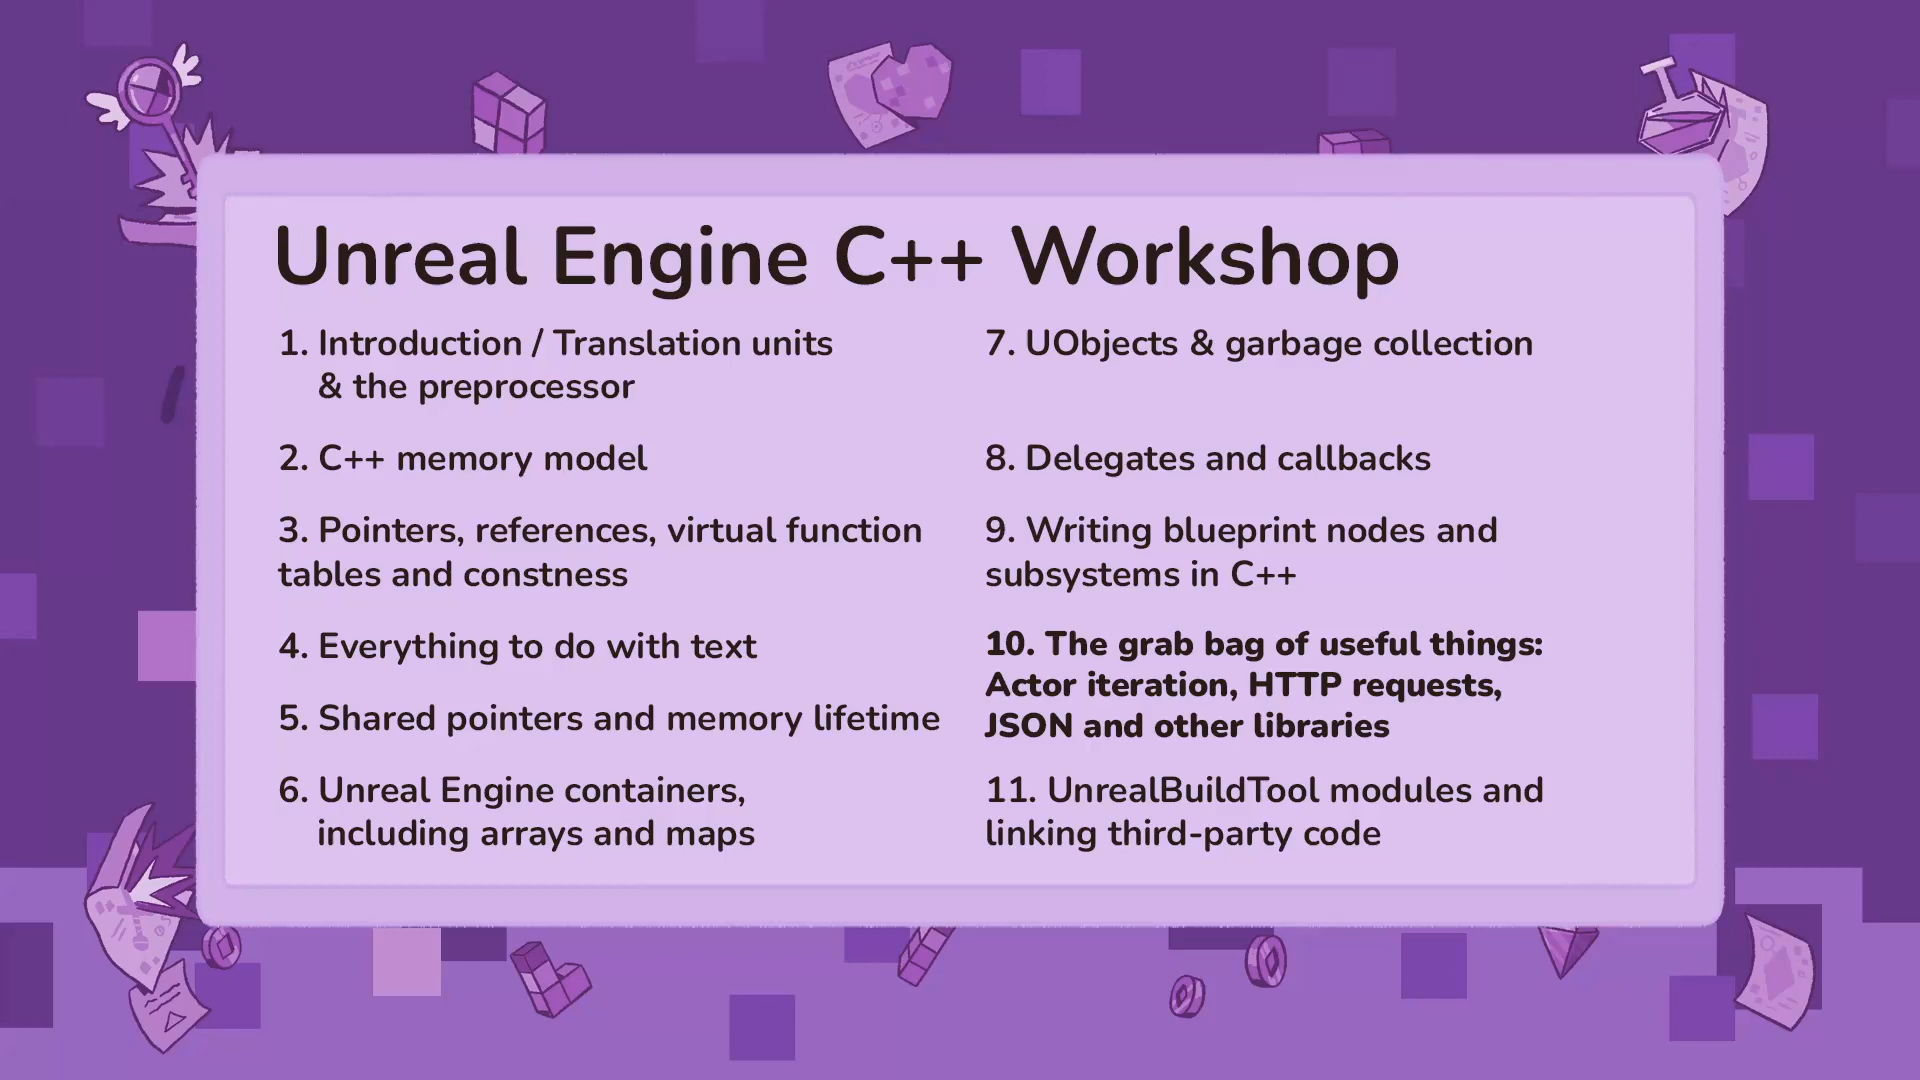 Unreal Engine C++ Workshop
1. Introduction / Translation units
& the preprocessor
2. C++ memory model
3. Pointers, references, virtual function
tables and constness
4. Everything to do with text
5. Shared pointers and memory lifetime
6. Unreal Engine containers,
including arrays and maps
7. UObjects & garbage collection
8. Delegates and callbacks
9. Writing blueprint nodes and
subsystems in C++
10. The grab bag of useful things:
Actor iteration, HTTP requests,
JSON and other libraries
11. UnrealBuildTool modules and
linking third-party code